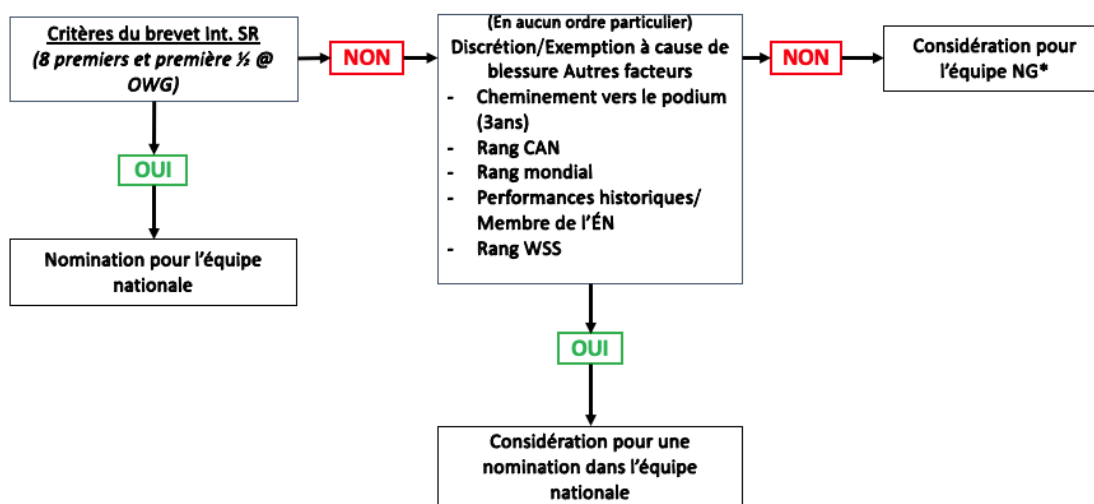 Critères du brevet Int. SR
(8 premiers et première ½ @
OWG)
NON
(En aucun ordre particulier)
Discrétion/Exemption à cause de
blessure Autres facteurs
- Cheminement vers le podium
(3ans)
- Rang CAN
- Rang mondial
- Performances historiques/
Membre de l'ÉN
- Rang WSS
NON
Considération pour
l'équipe NG*
OUI
Nomination pour l'équipe
nationale
OUI
Considération pour une
nomination dans l'équipe
nationale